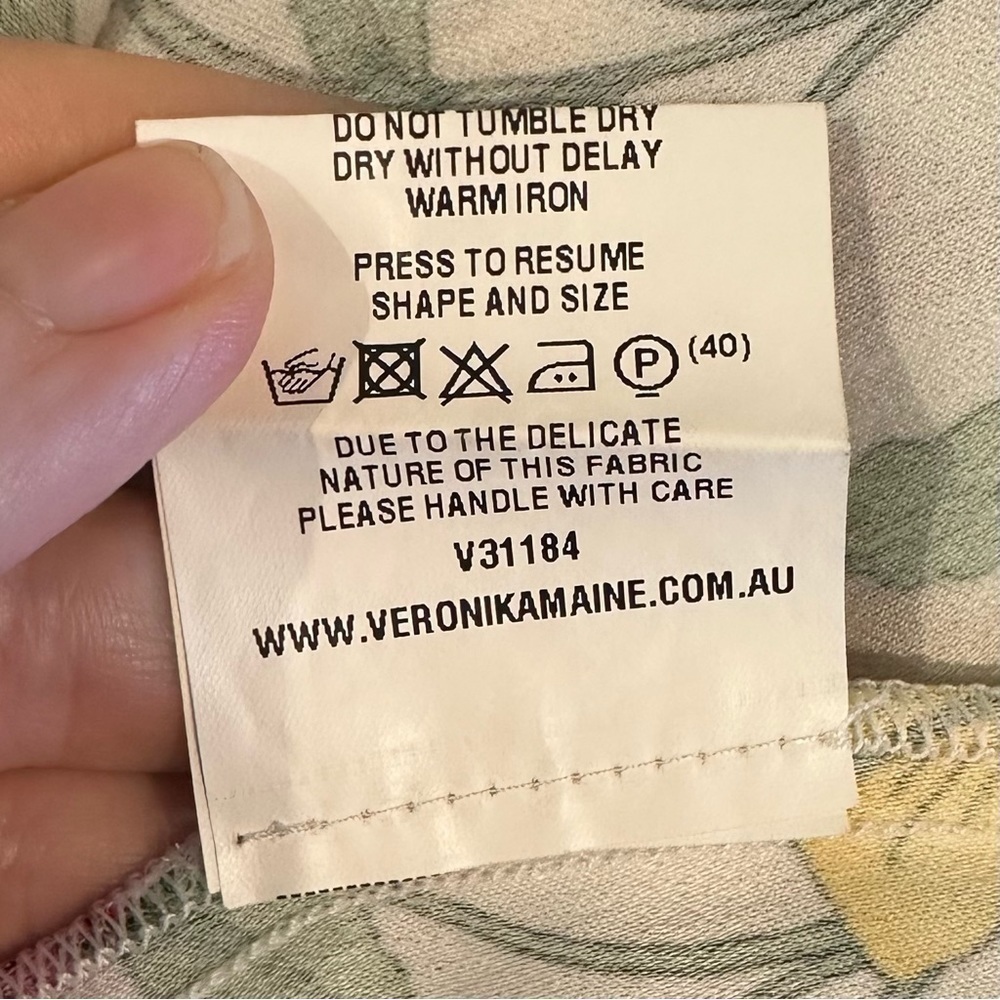 DO NOT TUMBLE DRY
DRY WITHOUT DELAY
WARM IRON
PRESS TO RESUME
SHAPE AND SIZE
P (40)
DUE TO THE DELICATE
NATURE OF THIS FABRIC
PLEASE HANDLE WITH CARE
V31184
WWW.VERONIKAMAINE.COM.AU